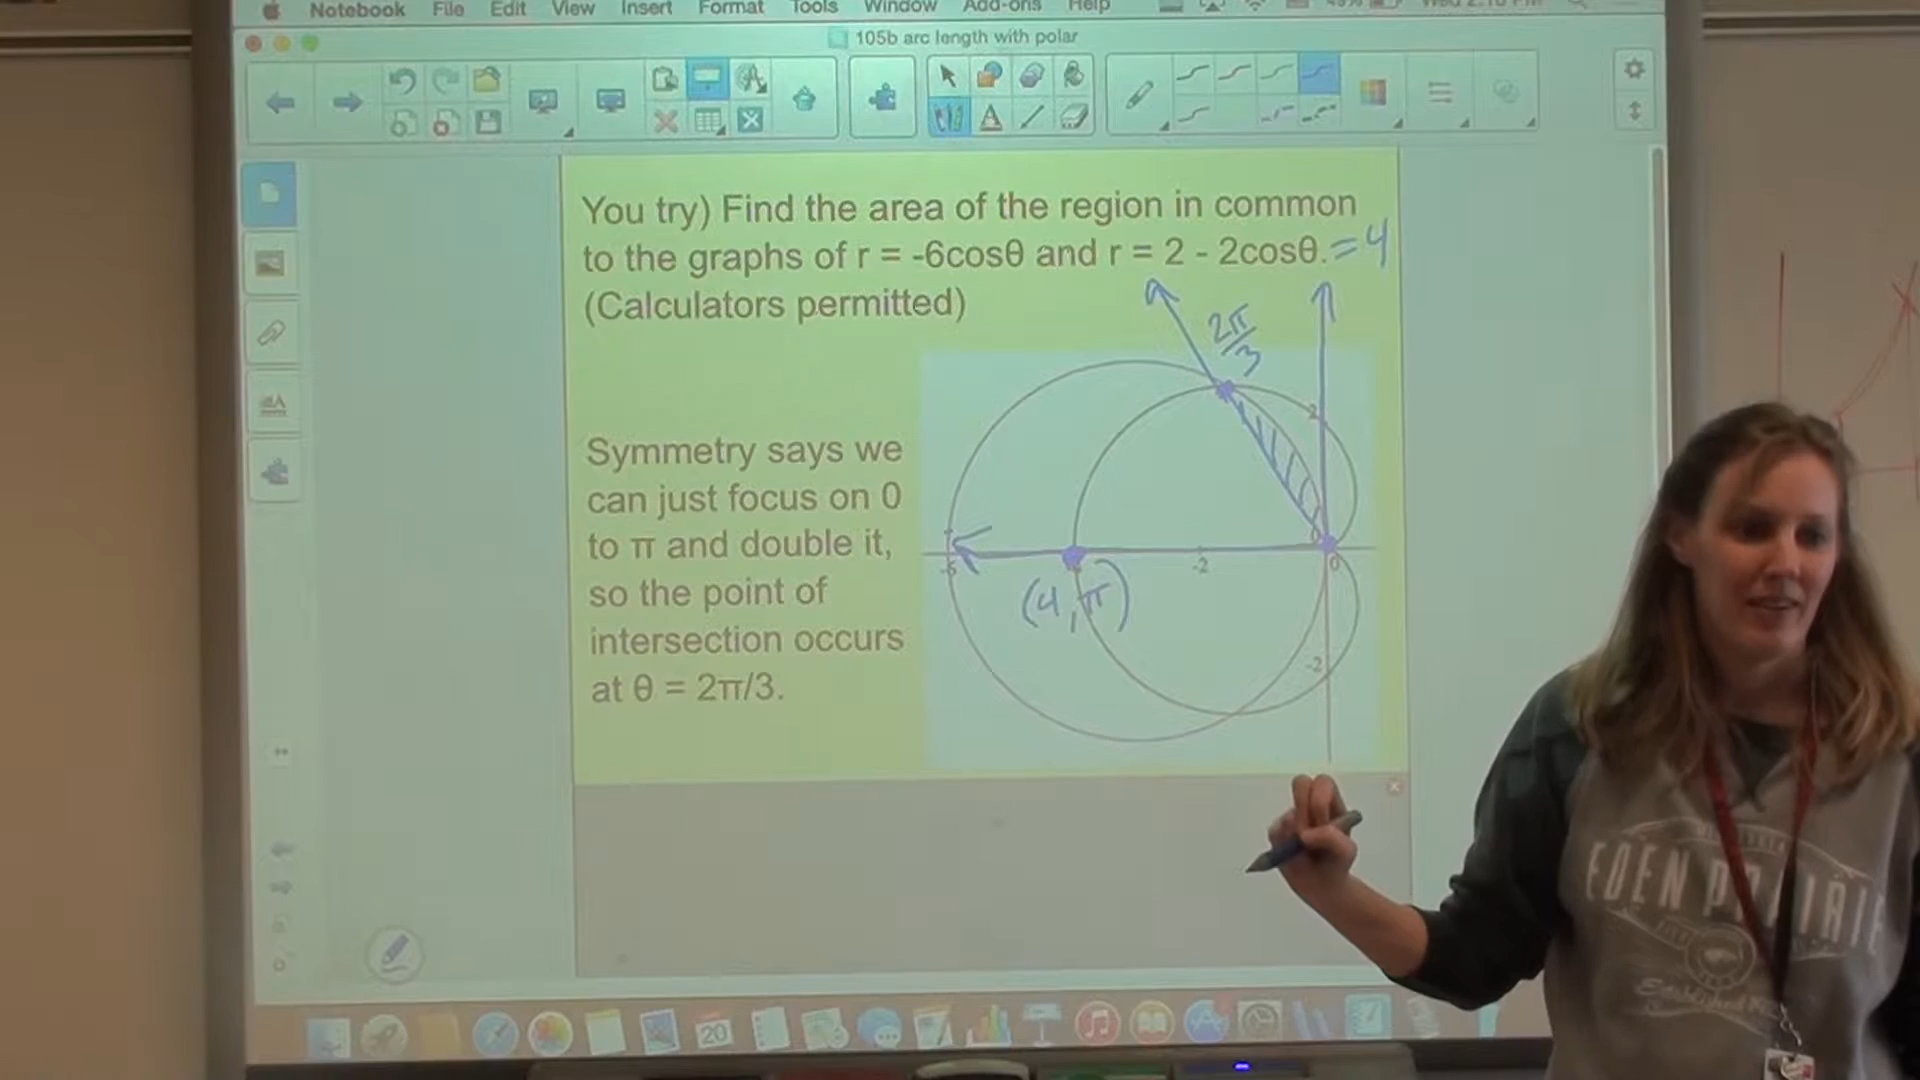 Notebook File Edit View Insert Format Tools Window Add-ons Help
105b arc length with polar
You try) Find the area of the region in common
to the graphs of r = -6cosθ and r = 2 - 2cosθ. = 4
(Calculators permitted)
2π/3
2
Symmetry says we
can just focus on 0
to π and double it,
so the point of
intersection occurs
at θ = 2π/3.
-6
-2
0
(4, π)
-2
EDEN PRAIRIE
20